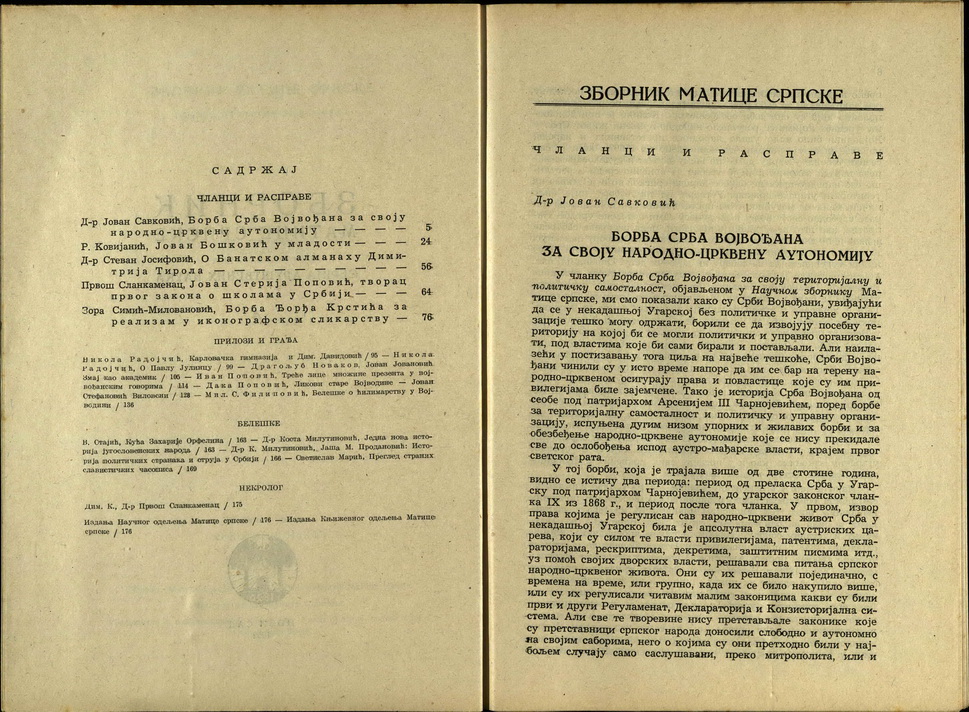 САДРЖАЈ
ЧЛАНЦИ И РАСПРАВЕ
Д-р Јован Савковић, Борба Срба Војвођана за своју
народно-црквену аутономију — — — — 5
Р. Ковијанић, Јован Бошковић у младости — — — 24
Д-р Стеван Јосифовић, О Банатском алманаху Дими-
трија Тирола — — — — — — — — — 56
Првош Сланкаменац, Јован Стерија Поповић, творац
првог закона о школама у Србији — — — 64
Зора Симић-Миловановић, Борба Ђорђа Крстића за
реализам у иконографском сликарству — 76
ПРИЛОЗИ И ГРАЂА
Никола Радојчић, Карловачка гимназија и Дим. Давидовић / 95 — Никола
Радојчић, О Павлу Јулинцу / 99 — Драгољуб Новаков, Јован Јовановић
Змај као академик / 105 — Иван Поповић, Треће лице множине презента у вој-
вођанским говорима / 114 — Дака Поповић, Ликови старе Војводине — Јован
Стефановић Виловски / 128 — Мил. С. Филиповић, Белешке о ћилимарству у Вој-
водини / 136
БЕЛЕШКЕ
В. Стајић, Кућа Захарије Орфелина / 163 — Д-р Коста Милутиновић, Једна нова исто-
рија југословенских народа / 163 — Д-р К. Милутиновић, Јаша М. Продановић: Исто-
рија политичких странака и струја у Србији / 166 — Светислав Марић, Преглед страних
славистичких часописа / 169
НЕКРОЛОГ
Дим. К., Д-р Првош Сланкаменац / 175
Издања Научног одељења Матице српске / 176 — Издања Књижевног одељења Матице
српске / 176
ЗБОРНИК МАТИЦЕ СРПСКЕ
ЧЛАНЦИ И РАСПРАВЕ
Д-р Јован Савковић
БОРБА СРБА ВОЈВОЂАНА
ЗА СВОЈУ НАРОДНО-ЦРКВЕНУ АУТОНОМИЈУ
У чланку Борба Срба Војвођана за своју територијалну и
политичку самосталност, објављеном у Научном зборнику Ма-
тице српске, ми смо показали како су Срби Војвођани, увиђајући
да се у некадашњој Угарској без политичке и управне органи-
зације тешко могу одржати, борили се да извојују посебну те-
риторију на којој би се могли политички и управно организова-
ти, под властима које би сами бирали и постављали. Али наила-
зећи у постизавању тога циља на највеће тешкоће, Срби Војво-
ђани чинили су у исто време напоре да им се бар на терену на-
родно-црквеном осигурају права и повластице које су им при-
вилегијама биле зајемчене. Тако је историја Срба Војвођана од
сеобе под патријархом Арсенијем III Чарнојевићем, поред борбе
за територијалну самосталност и политичку и управну органи-
зацију, испуњена дугим низом упорних и жилавих борби и за
обезбеђење народно-црквене аутономије које се нису прекидале
све до ослобођења испод аустро-мађарске власти, крајем првог
светског рата.
У тој борби, која је трајала више од две стотине година,
видно се истичу два периода: период од преласка Срба у Угар-
ску под патријархом Чарнојевићем, до угарског законског члан-
ка IX из 1868 г., и период после тога чланка. У првом, извор
права којима је регулисан сав народно-црквени живот Срба у
некадашњој Угарској била је апсолутна власт аустриских ца-
рева, који су силом те власти привилегијама, патентима, декла-
раторијама, рескриптима, декретима, заштитним писмима итд.,
уз помоћ својих дворских власти, решавали сва питања српског
народно-црквеног живота. Они су их решавали појединачно, с
времена на време, или групно, када их се било накупило више,
или су их регулисали читавим малим законицима какви су били
први и други Регуламенат, Деклараторија и Конзисторијална си-
стема. Али све те творевине нису претстављале законике које
су претставници српског народа доносили слободно и аутономно
на својим саборима, него о којима су они претходно били у нај-
бољем случају само саслушавани, преко митрополита, или и